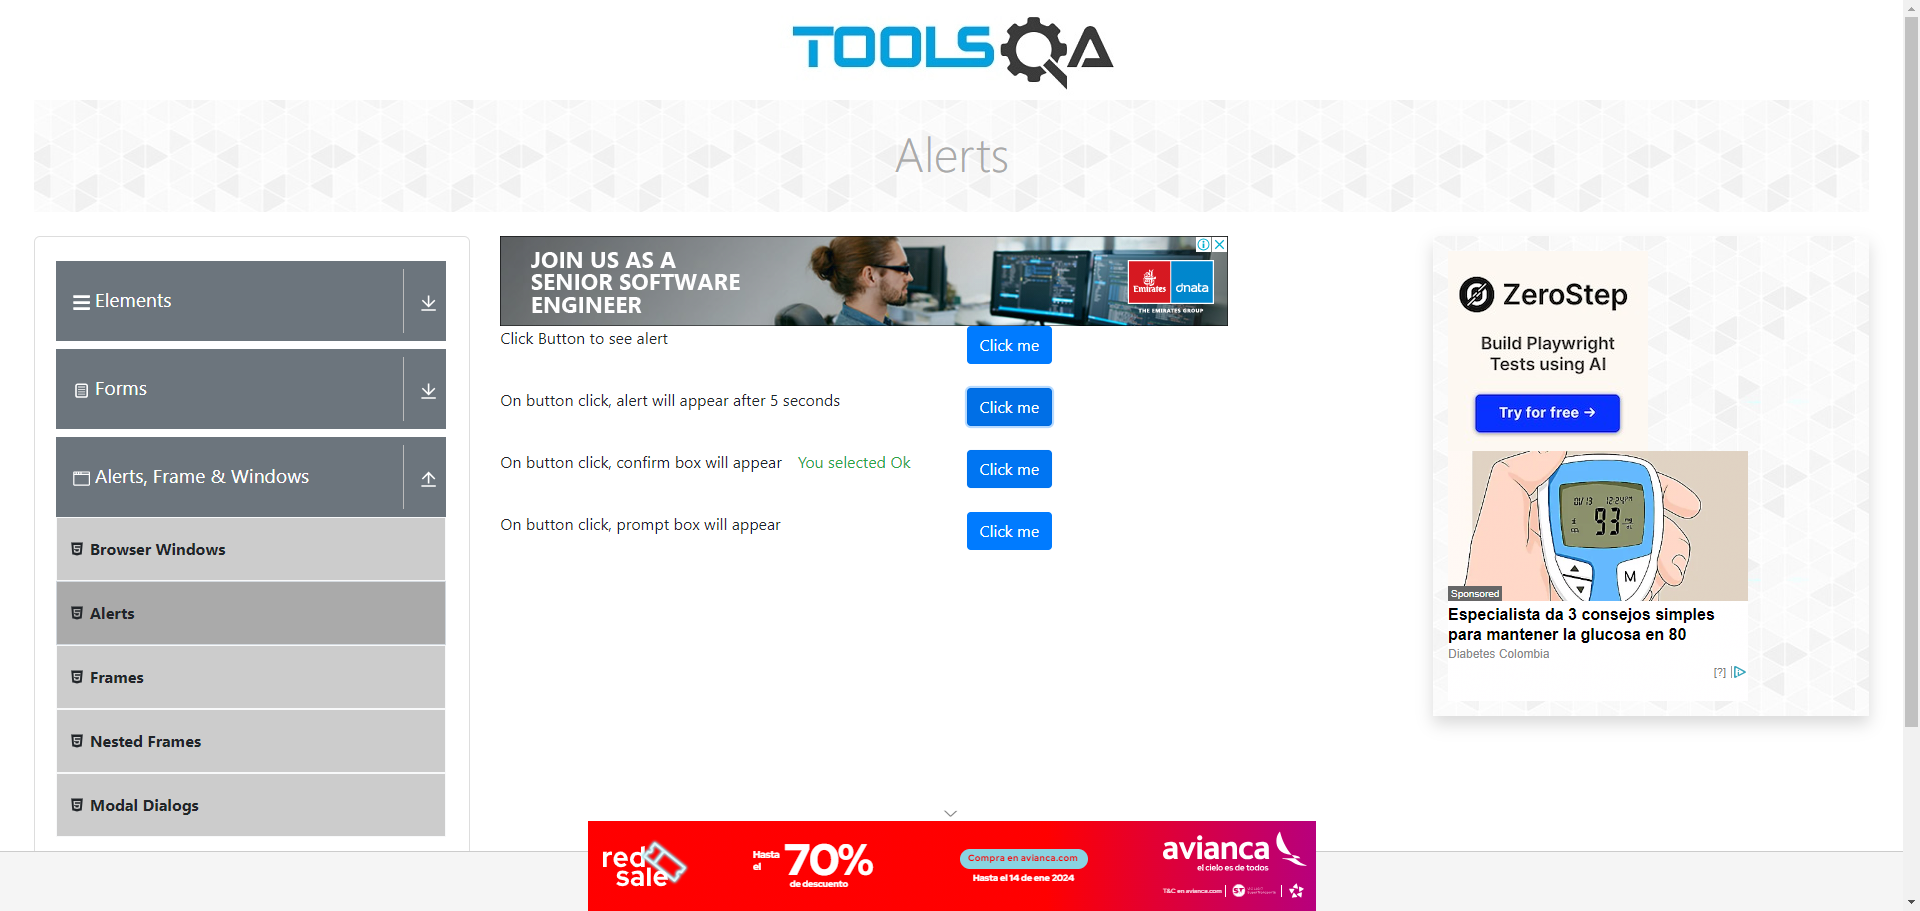 TOOLSQA
Alerts
Elements
Forms
Alerts, Frame & Windows
Browser Windows
Alerts
Frames
Nested Frames
Modal Dialogs
JOIN US AS A
SENIOR SOFTWARE
ENGINEER
Emirates
dnata
THE EMIRATES GROUP
Click Button to see alert
Click me
On button click, alert will appear after 5 seconds
Click me
On button click, confirm box will appear You selected Ok
Click me
On button click, prompt box will appear
Click me
ZeroStep
Build Playwright
Tests using AI
Try for free →
01/13 12:24PM
93
M
Sponsored
Especialista da 3 consejos simples
para mantener la glucosa en 80
Diabetes Colombia
[?]
red
sale
Hasta
el
70%
de descuento
Compra en avianca.com
Hasta el 14 de ene 2024
avianca
el cielo es de todos
T&C en avianca.com